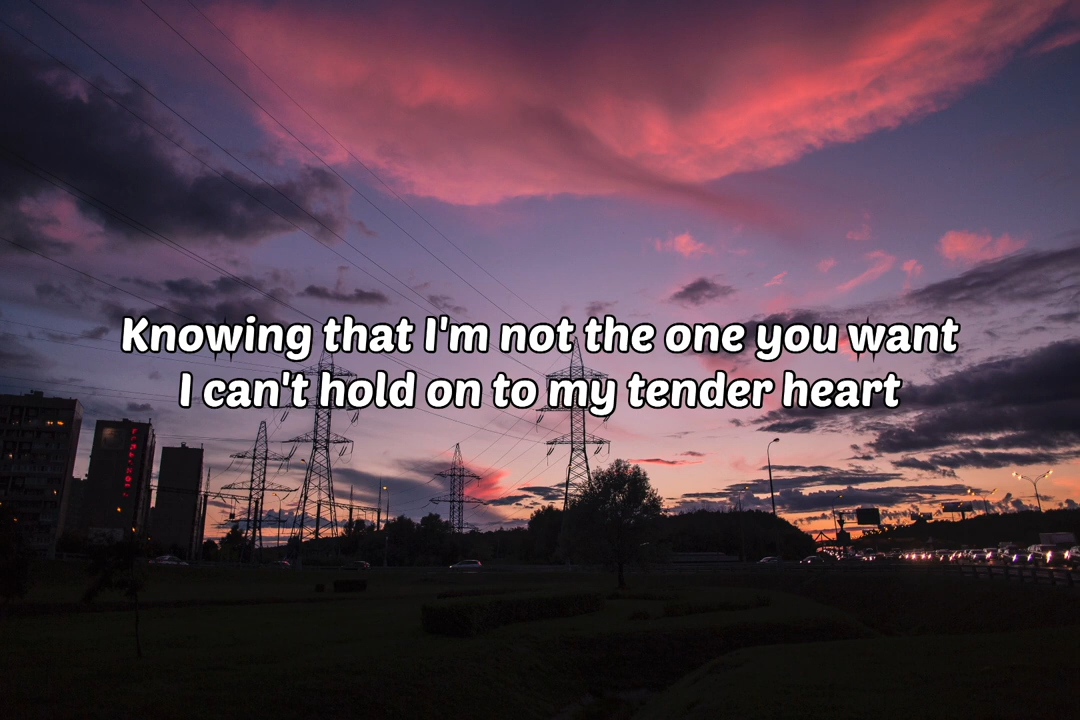 Knowing that I'm not the one you want
I can't hold on to my tender heart